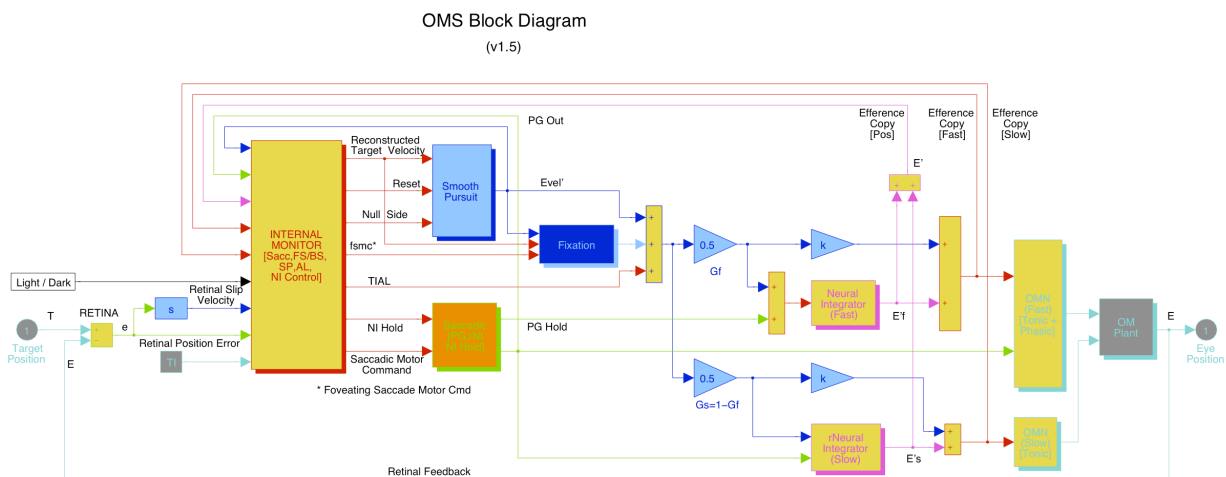 OMS Block Diagram
(v1.5)
PG Out
Efference
Copy
[Pos]
Efference
Copy
[Fast]
Efference
Copy
[Slow]
Reconstructed
Target Velocity
Reset
Null Side
fsmc*
TIAL
NI Hold
Saccadic Motor
Command
* Foveating Saccade Motor Cmd
INTERNAL
MONITOR
[Sacc,FS/BS,
SP,AL,
NI Control]
Smooth
Pursuit
Evel'
Fixation
+
+
+
0.5
Gf
k
E'
+ +
Neural
Integrator
(Fast)
E'f
+
+
OMN
(Fast)
[Tonic +
Phasic]
OM
Plant
E
1
Eye
Position
Light / Dark
Retinal Slip
Velocity
s
T
RETINA
1
Target
Position
+
−
e
E
Retinal Position Error
TI
Saccadic
PG Hold
0.5
Gs=1−Gf
k
rNeural
Integrator
(Slow)
E's
+
+
OMN
(Slow)
[Tonic]
Retinal Feedback